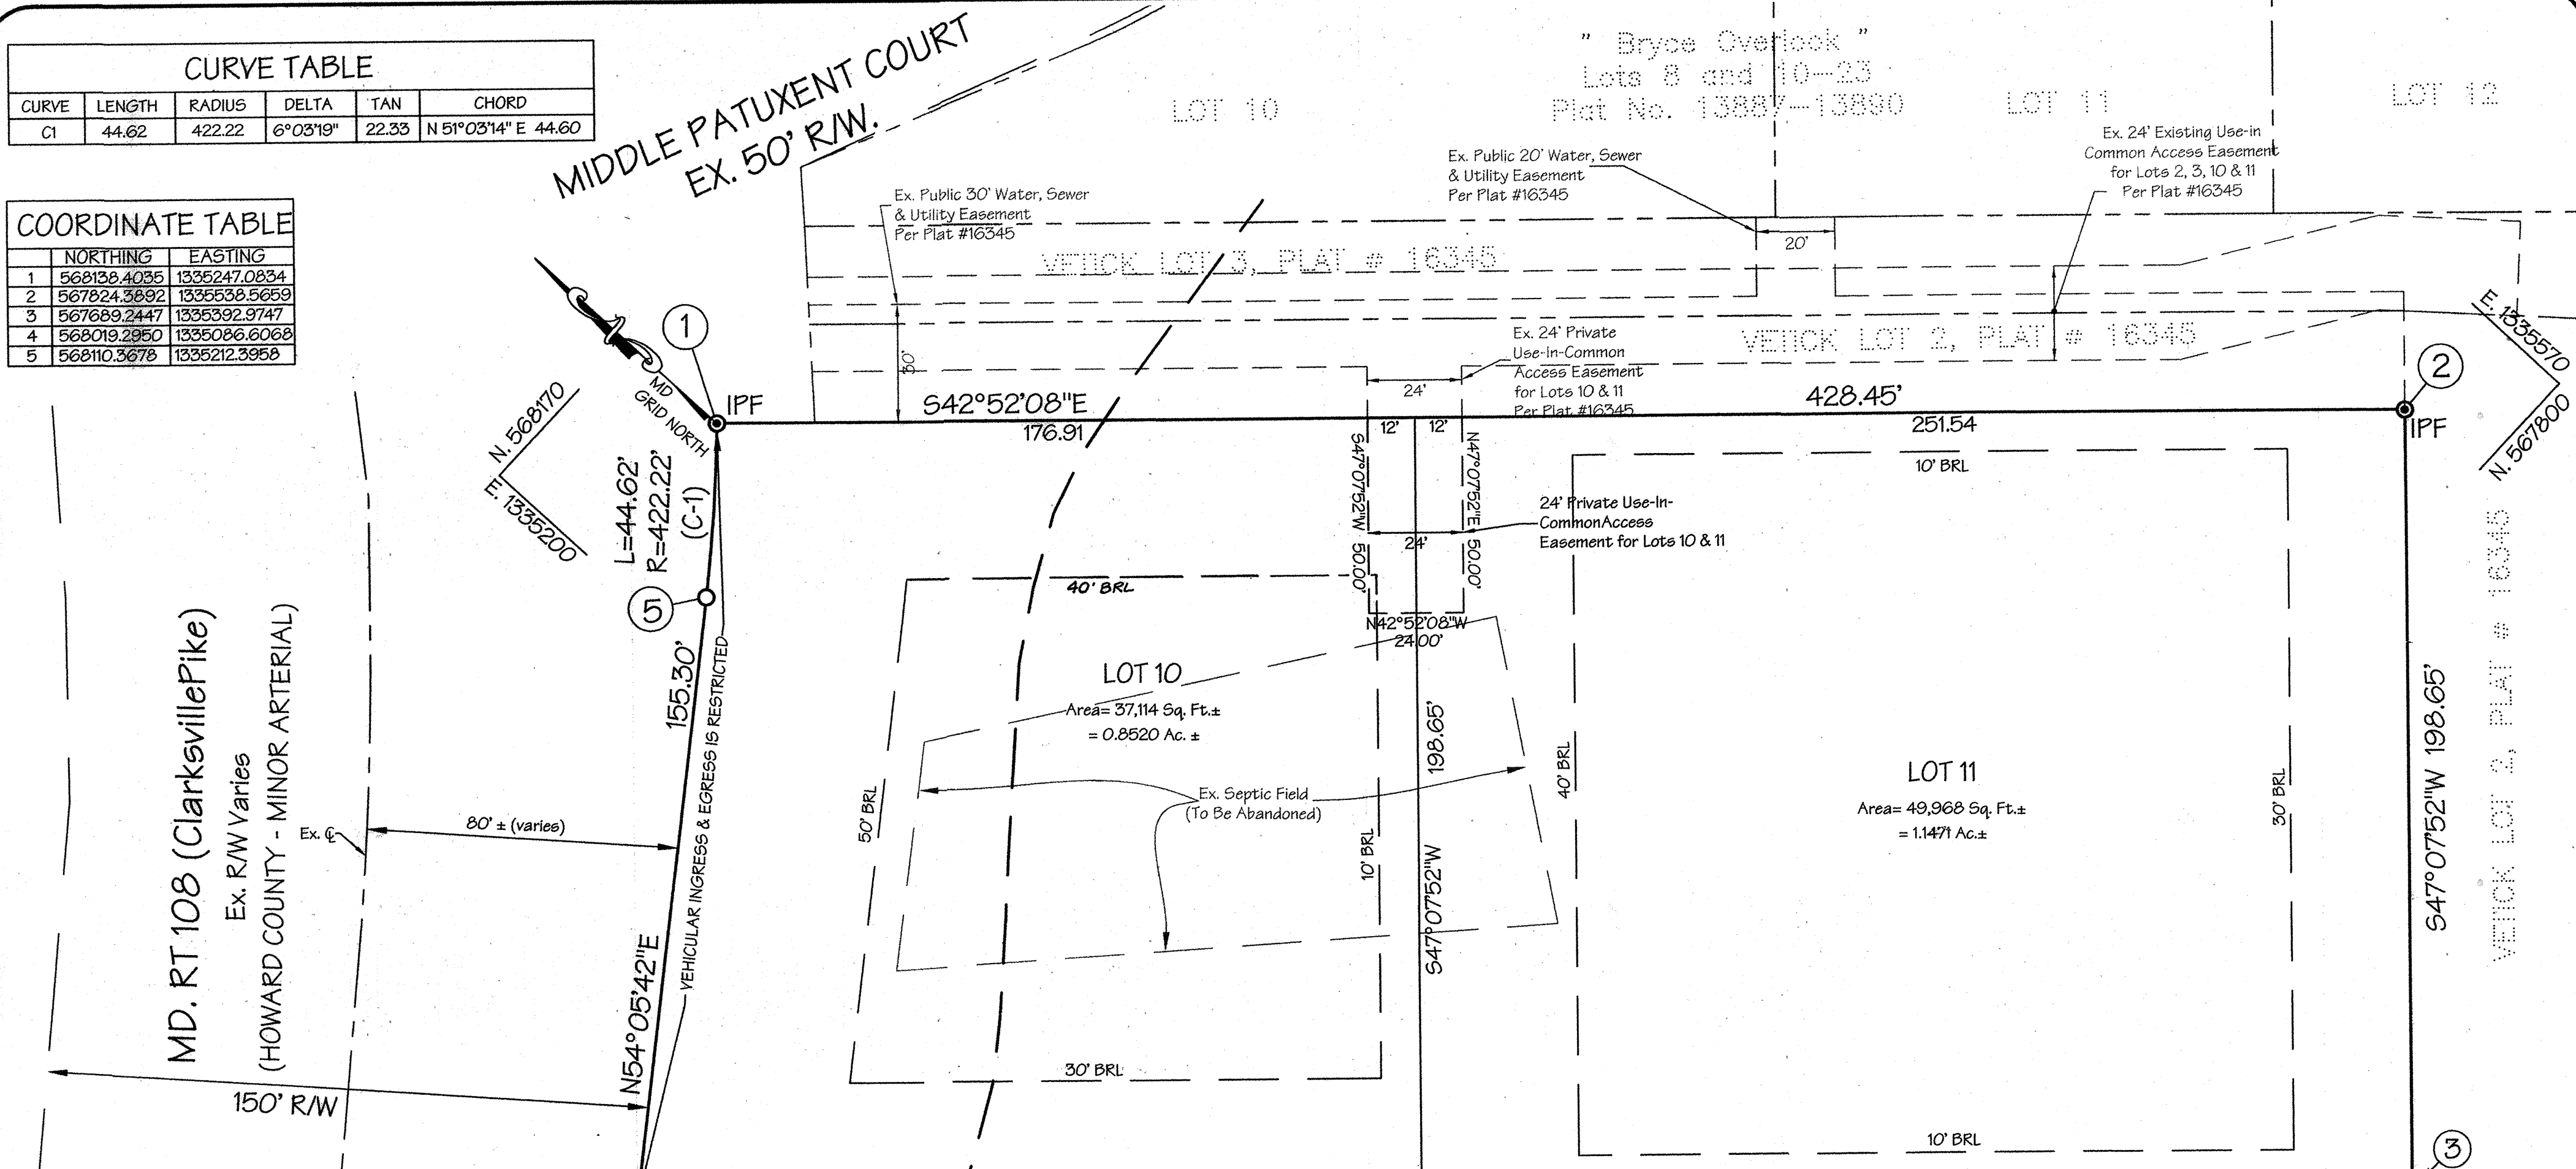 CURVE TABLE
CURVE LENGTH RADIUS DELTA TAN CHORD
C1 44.62 422.22 6°03'19" 22.33 N 51°03'14" E 44.60
COORDINATE TABLE
NORTHING EASTING
1 568138.4035 1335247.0834
2 567824.3892 1335538.5659
3 567689.2447 1335392.9747
4 568019.2950 1335086.6068
5 568110.3678 1335212.3958
MIDDLE PATUXENT COURT
EX. 50' R/W.
" Bryce Overlook "
Lots 8 and 10-23
Plat No. 13887-13890
LOT 10
LOT 11
LOT 12
Ex. Public 30' Water, Sewer
& Utility Easement
Per Plat #16345
Ex. Public 20' Water, Sewer
& Utility Easement
Per Plat #16345
Ex. 24' Existing Use-in
Common Access Easement
for Lots 2, 3, 10 & 11
Per Plat #16345
20'
VETICK LOT 3, PLAT # 16345
VETICK LOT 2, PLAT # 16345
30'
Ex. 24' Private
Use-In-Common
Access Easement
for Lots 10 & 11
Per Plat #16345
24'
E. 1335570
N. 567800
1
2
IPF
IPF
MD
GRID NORTH
N. 568170
E. 1335200
S42°52'08"E
428.45'
176.91
12'
12'
251.54
L=44.62'
R=422.22'
(C-1)
5
S47°07'52"W 50.00'
N47°07'52"E 50.00'
24'
24' Private Use-In-
CommonAccess
Easement for Lots 10 & 11
N42°52'08"W
24.00'
10' BRL
40' BRL
LOT 10
Area= 37,114 Sq. Ft.±
= 0.8520 Ac. ±
50' BRL
10' BRL
30' BRL
Ex. Septic Field
(To Be Abandoned)
198.65'
S47°07'52"W
40' BRL
LOT 11
Area= 49,968 Sq. Ft.±
= 1.1471 Ac.±
30' BRL
10' BRL
S47°07'52"W 198.65'
VETICK LOT 2, PLAT # 16345
3
MD. RT 108 (ClarksvillePike)
Ex. R/W Varies
(HOWARD COUNTY - MINOR ARTERIAL)
Ex. ℄
80' ± (varies)
150' R/W
155.30'
N54°05'42"E
VEHICULAR INGRESS & EGRESS IS RESTRICTED